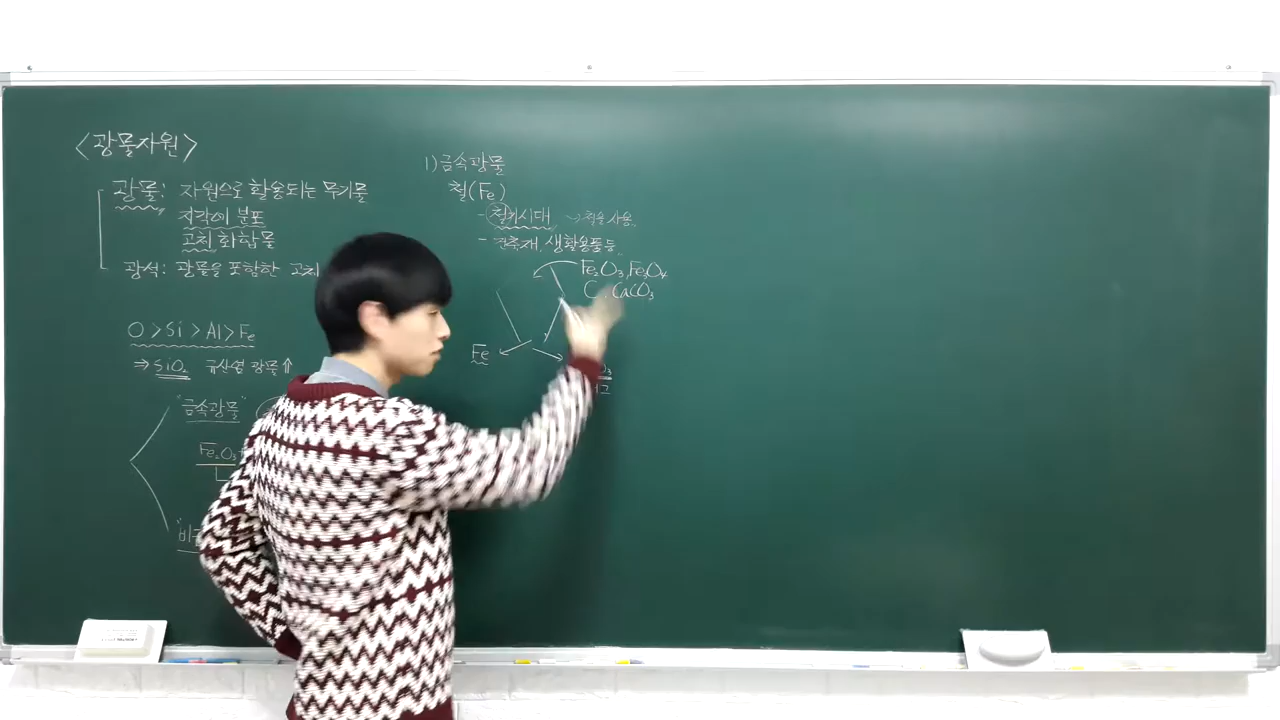 <광물자원>
광물: 자원으로 활용되는 무기물
지각에 분포
고체 화합물
광석: 광물을 포함한 고체
O > Si > Al > Fe
⇒ SiO₂ 규산염 광물↑
"금속광물"
Fe₂O₃
1) 금속광물
철(Fe)
- 철기시대 → 철을 사용
- 건축재 생활용품 등
Fe₂O₃, Fe₃O₄
C, CaCO₃
Fe